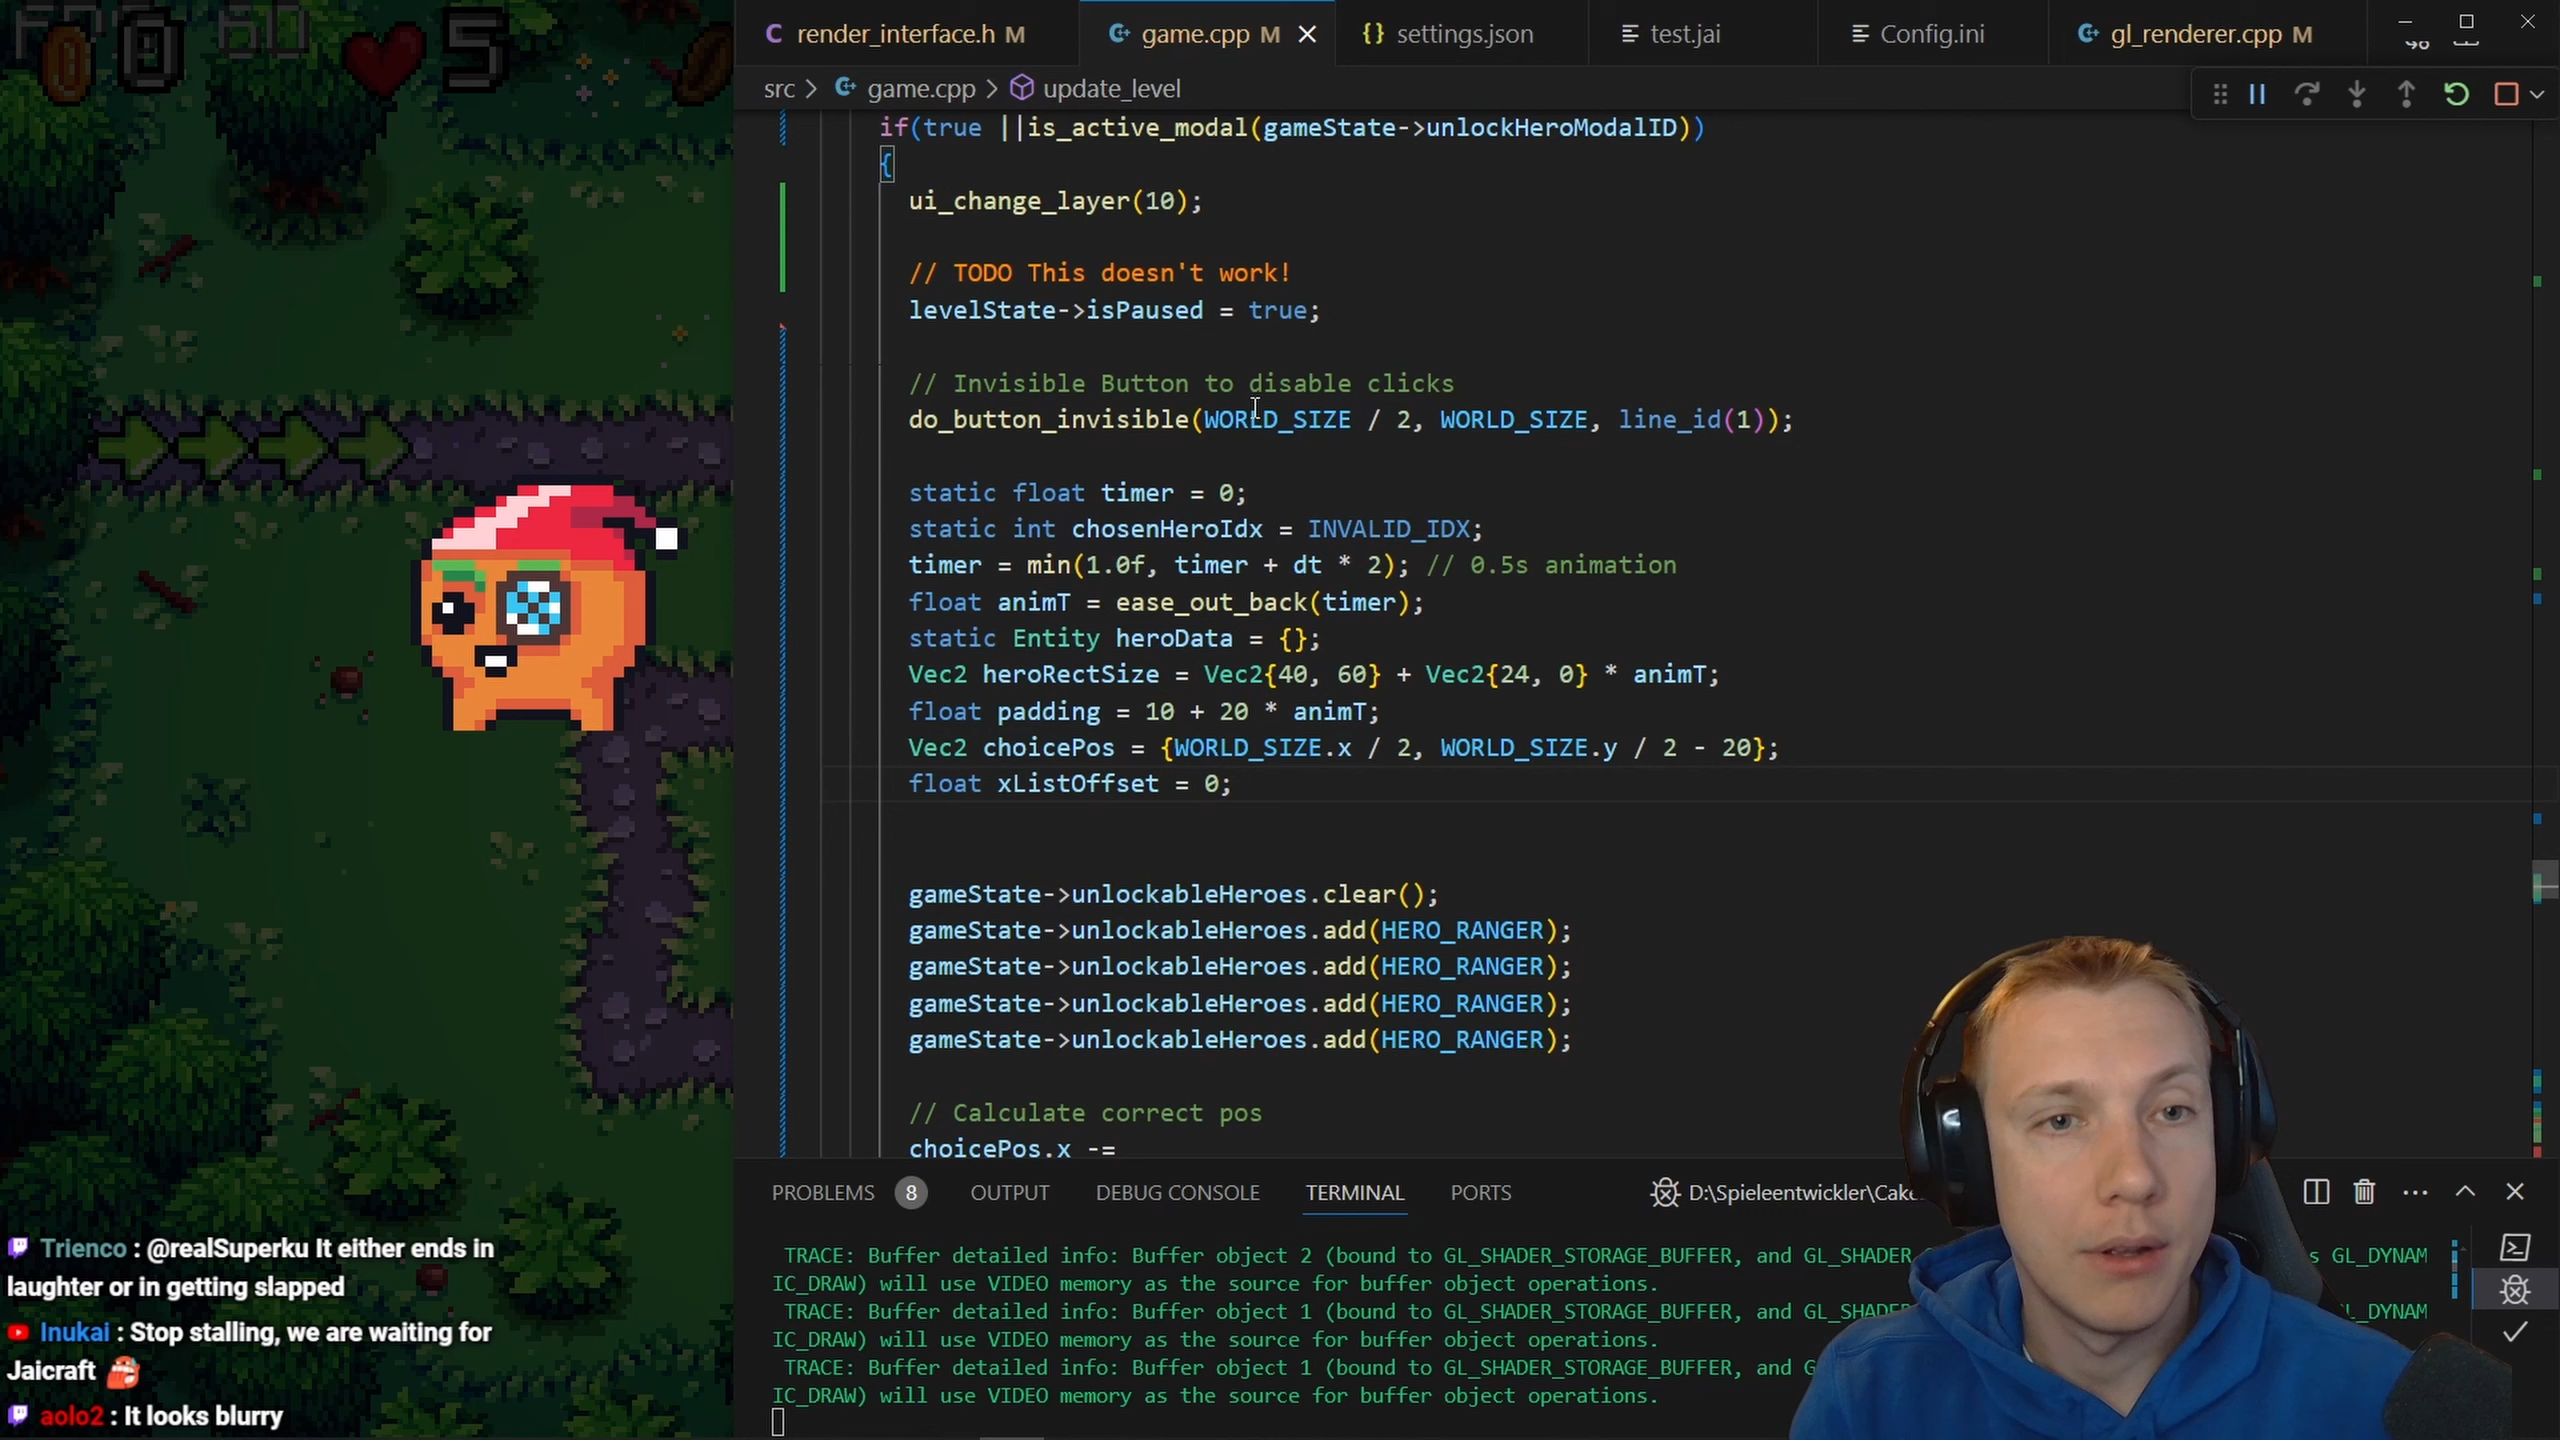 FPS 60
0 5
render_interface.h M
game.cpp M
settings.json
test.jai
Config.ini
gl_renderer.cpp M
src > game.cpp > update_level
if(true ||is_active_modal(gameState->unlockHeroModalID))
{
ui_change_layer(10);
// TODO This doesn't work!
levelState->isPaused = true;
// Invisible Button to disable clicks
do_button_invisible(WORLD_SIZE / 2, WORLD_SIZE, line_id(1));
static float timer = 0;
static int chosenHeroIdx = INVALID_IDX;
timer = min(1.0f, timer + dt * 2); // 0.5s animation
float animT = ease_out_back(timer);
static Entity heroData = {};
Vec2 heroRectSize = Vec2{40, 60} + Vec2{24, 0} * animT;
float padding = 10 + 20 * animT;
Vec2 choicePos = {WORLD_SIZE.x / 2, WORLD_SIZE.y / 2 - 20};
float xListOffset = 0;
gameState->unlockableHeroes.clear();
gameState->unlockableHeroes.add(HERO_RANGER);
gameState->unlockableHeroes.add(HERO_RANGER);
gameState->unlockableHeroes.add(HERO_RANGER);
gameState->unlockableHeroes.add(HERO_RANGER);
// Calculate correct pos
choicePos.x -=
PROBLEMS 8 OUTPUT DEBUG CONSOLE TERMINAL PORTS D:\Spieleentwickler\Cake
TRACE: Buffer detailed info: Buffer object 2 (bound to GL_SHADER_STORAGE_BUFFER, and GL_SHADER s GL_DYNAM
IC_DRAW) will use VIDEO memory as the source for buffer object operations.
TRACE: Buffer detailed info: Buffer object 1 (bound to GL_SHADER_STORAGE_BUFFER, and GL_SHADER GL_DYNAM
IC_DRAW) will use VIDEO memory as the source for buffer object operations.
TRACE: Buffer detailed info: Buffer object 1 (bound to GL_SHADER_STORAGE_BUFFER, and G
IC_DRAW) will use VIDEO memory as the source for buffer object operations.
Trienco : @realSuperku It either ends in
laughter or in getting slapped
Inukai : Stop stalling, we are waiting for
Jaicraft
aolo2 : It looks blurry